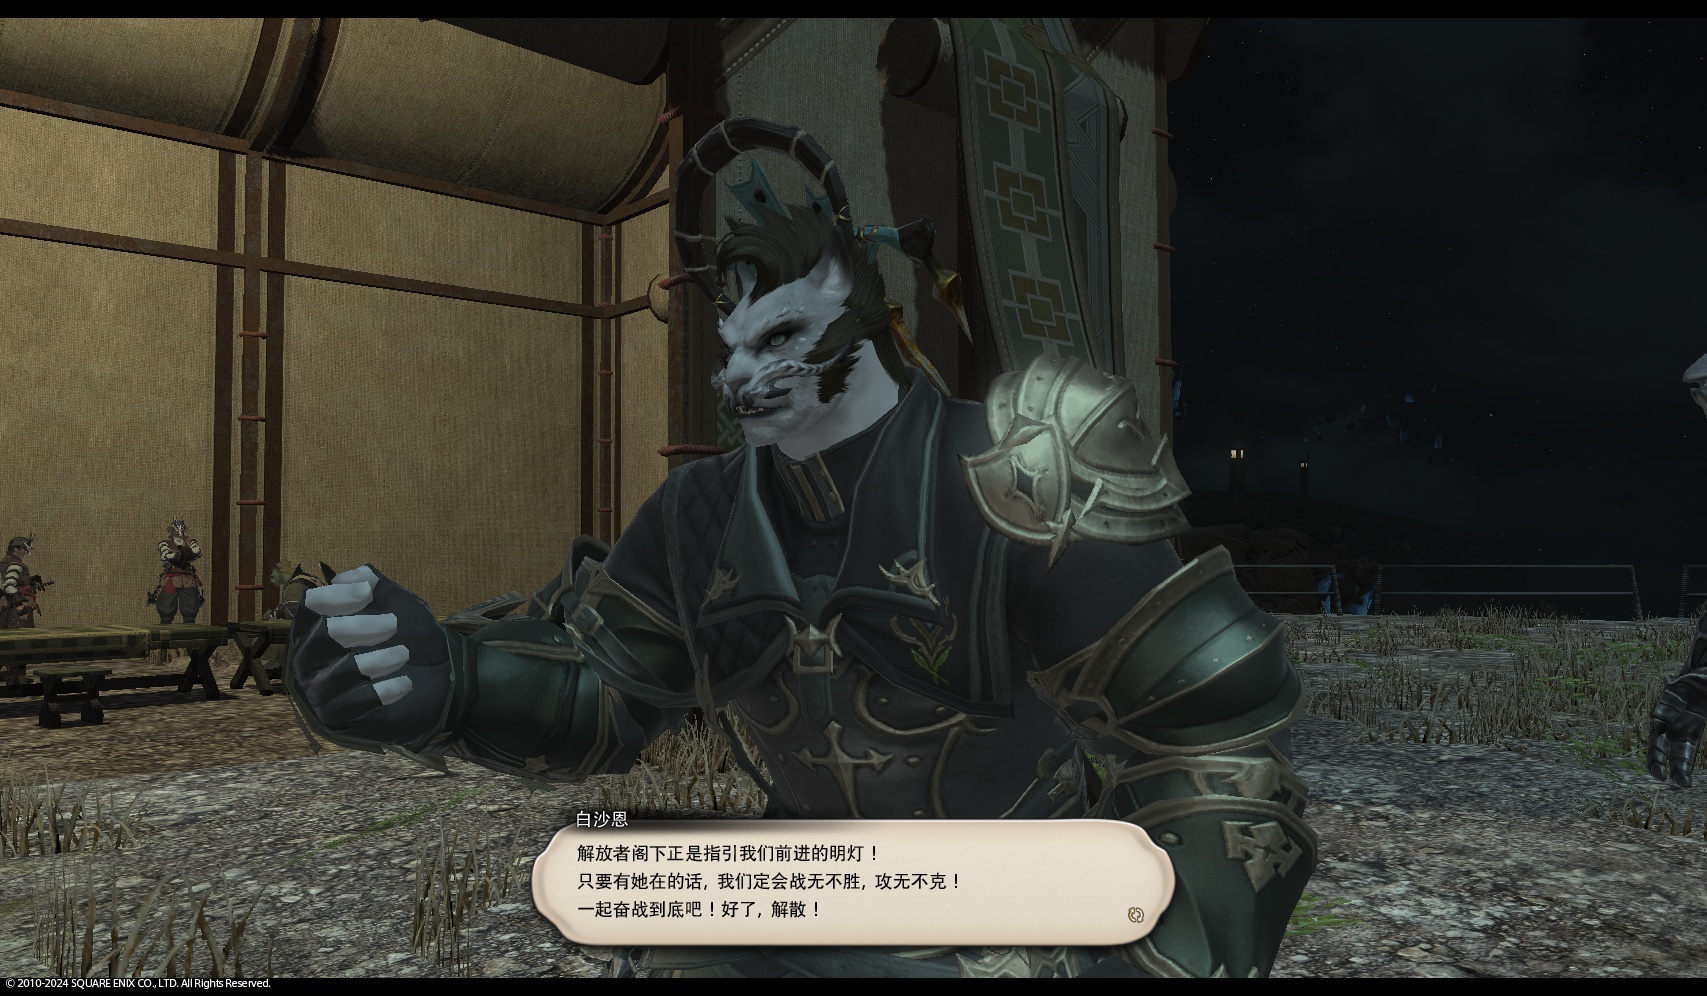 白沙恩
解放者阁下正是指引我们前进的明灯！
只要有她在的话，我们定会战无不胜，攻无不克！
一起奋战到底吧！好了，解散！
© 2010-2024 SQUARE ENIX CO., LTD. All Rights Reserved.